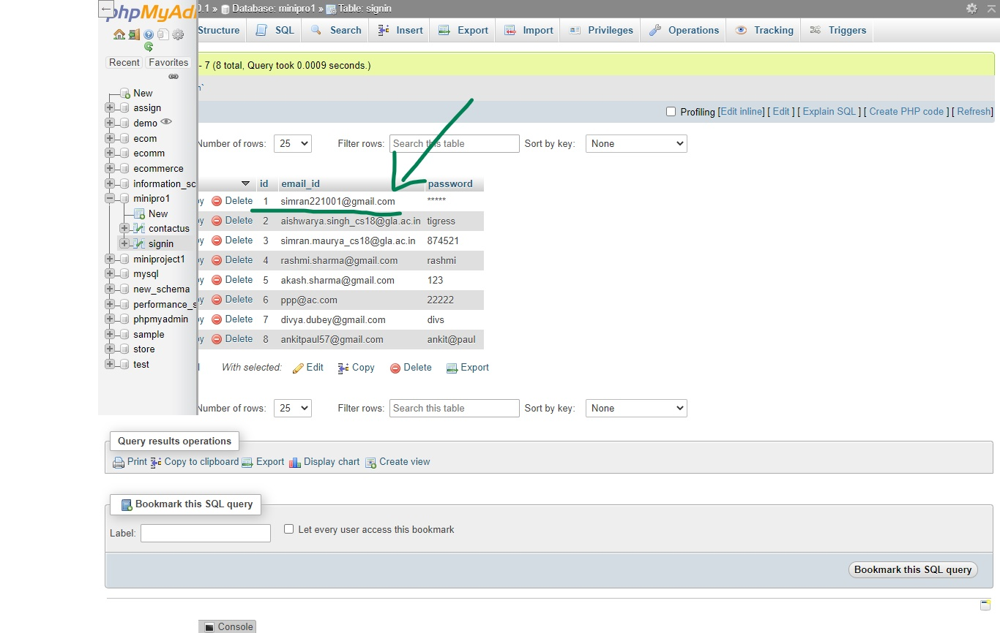 phpMyAd
0.1 » Database: minipro1 » Table: signin
Structure SQL Search Insert Export Import Privileges Operations Tracking Triggers
Recent Favorites
New
assign
demo
ecom
ecomm
ecommerce
information_sc
minipro1
New
contactus
signin
miniproject1
mysql
new_schema
performance_s
phpmyadmin
sample
store
test
- 7 (8 total, Query took 0.0009 seconds.)
n`
Profiling [Edit inline] [ Edit ] [ Explain SQL ] [ Create PHP code ] [ Refresh]
Number of rows: 25 Filter rows: Search this table Sort by key: None
id email_id password
py Delete 1 simran221001@gmail.com *****
py Delete 2 aishwarya.singh_cs18@gla.ac.in tigress
py Delete 3 simran.maurya_cs18@gla.ac.in 874521
py Delete 4 rashmi.sharma@gmail.com rashmi
py Delete 5 akash.sharma@gmail.com 123
py Delete 6 ppp@ac.com 22222
py Delete 7 divya.dubey@gmail.com divs
py Delete 8 ankitpaul57@gmail.com ankit@paul
With selected: Edit Copy Delete Export
Number of rows: 25 Filter rows: Search this table Sort by key: None
Query results operations
Print Copy to clipboard Export Display chart Create view
Bookmark this SQL query
Label: Let every user access this bookmark
Bookmark this SQL query
Console